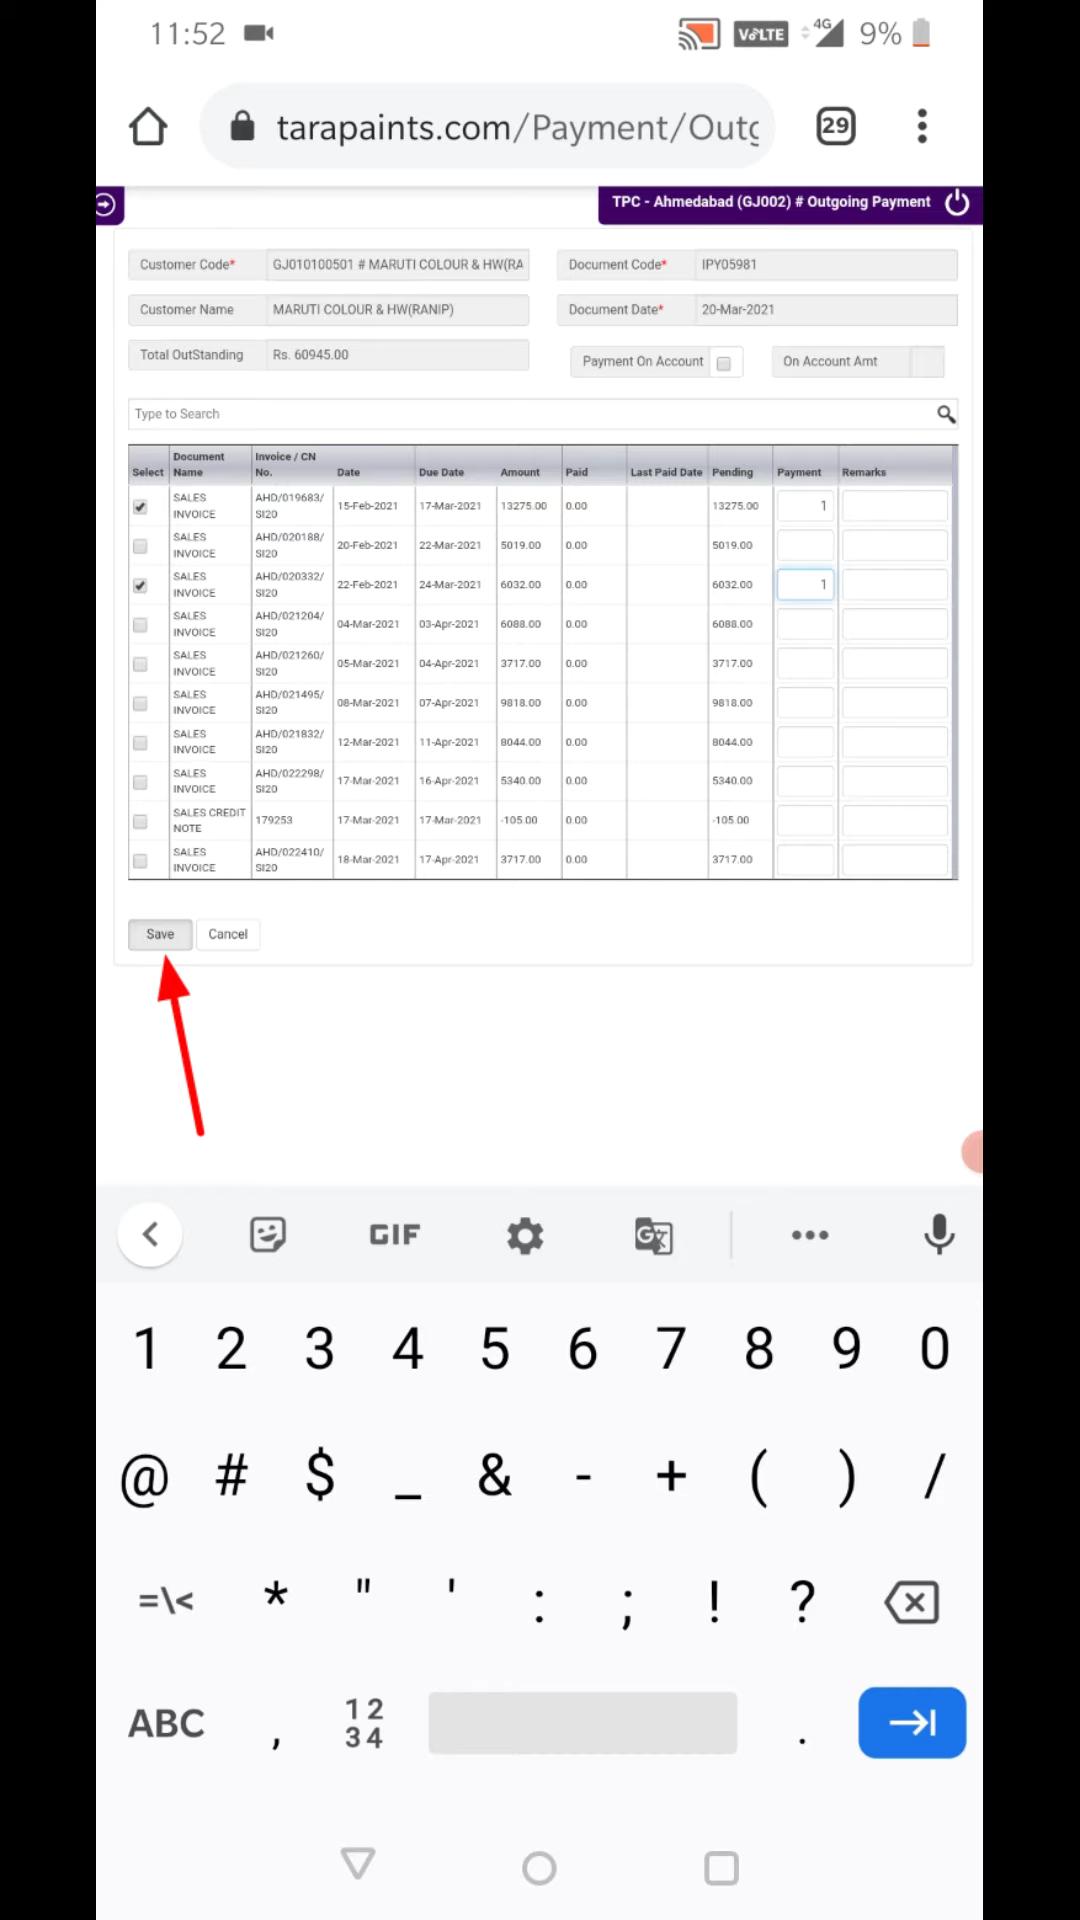 11:52 VoLTE 4G 9%
tarapaints.com/Payment/Outg 29
TPC - Ahmedabad (GJ002) # Outgoing Payment
Customer Code* GJ010100501 # MARUTI COLOUR & HW(RA Document Code* IPY05981
Customer Name MARUTI COLOUR & HW(RANIP) Document Date* 20-Mar-2021
Total OutStanding Rs. 60945.00 Payment On Account On Account Amt
Type to Search
Select Document Name Invoice / CN No. Date Due Date Amount Paid Last Paid Date Pending Payment Remarks
SALES INVOICE AHD/019683/SI20 15-Feb-2021 17-Mar-2021 13275.00 0.00 13275.00 1
SALES INVOICE AHD/020188/SI20 20-Feb-2021 22-Mar-2021 5019.00 0.00 5019.00
SALES INVOICE AHD/020332/SI20 22-Feb-2021 24-Mar-2021 6032.00 0.00 6032.00 1
SALES INVOICE AHD/021204/SI20 04-Mar-2021 03-Apr-2021 6088.00 0.00 6088.00
SALES INVOICE AHD/021260/SI20 05-Mar-2021 04-Apr-2021 3717.00 0.00 3717.00
SALES INVOICE AHD/021495/SI20 08-Mar-2021 07-Apr-2021 9818.00 0.00 9818.00
SALES INVOICE AHD/021832/SI20 12-Mar-2021 11-Apr-2021 8044.00 0.00 8044.00
SALES INVOICE AHD/022298/SI20 17-Mar-2021 16-Apr-2021 5340.00 0.00 5340.00
SALES CREDIT NOTE 179253 17-Mar-2021 17-Mar-2021 -105.00 0.00 -105.00
SALES INVOICE AHD/022410/SI20 18-Mar-2021 17-Apr-2021 3717.00 0.00 3717.00
Save Cancel
GIF G
1 2 3 4 5 6 7 8 9 0
@ # $ _ & - + ( ) /
=\< * " ' : ; ! ?
ABC , 12 34 .